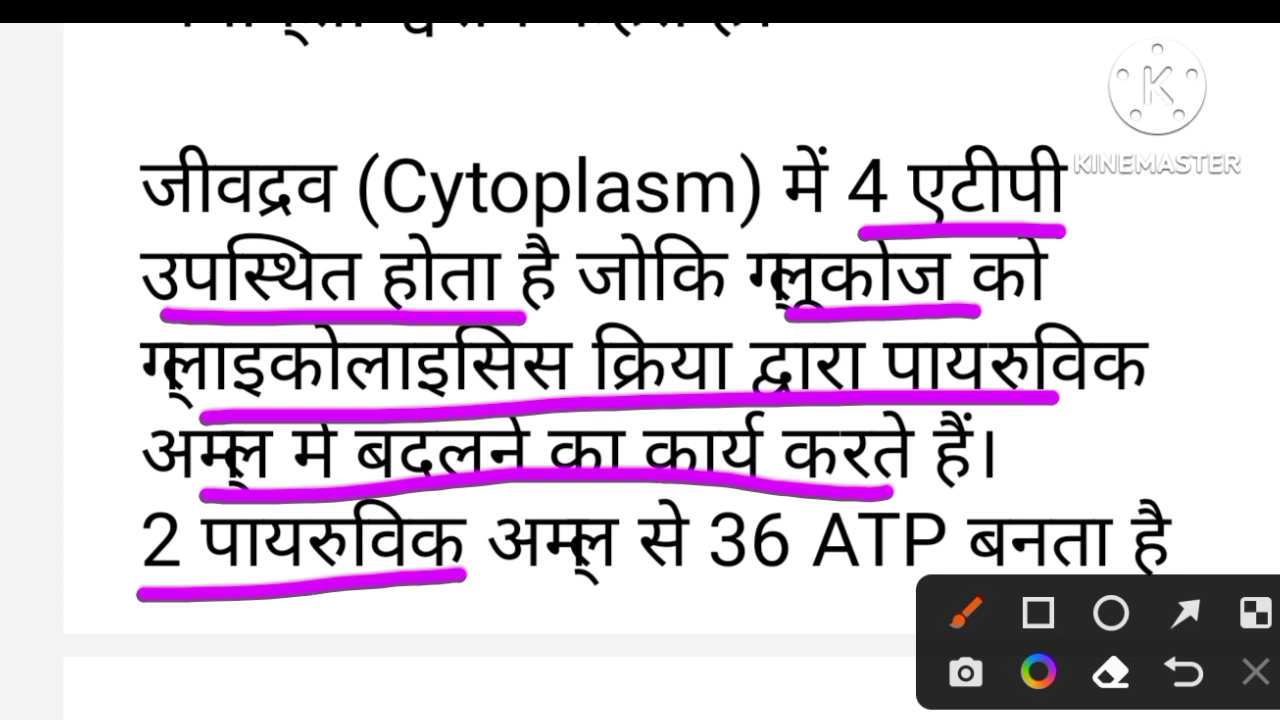 KINEMASTER
जीवद्रव (Cytoplasm) में 4 एटीपी
उपस्थित होता है जोकि ग्लूकोज को
ग्लाइकोलाइसिस क्रिया द्वारा पायरुविक
अम्ल मे बदलने का कार्य करते हैं।
2 पायरुविक अम्ल से 36 ATP बनता है